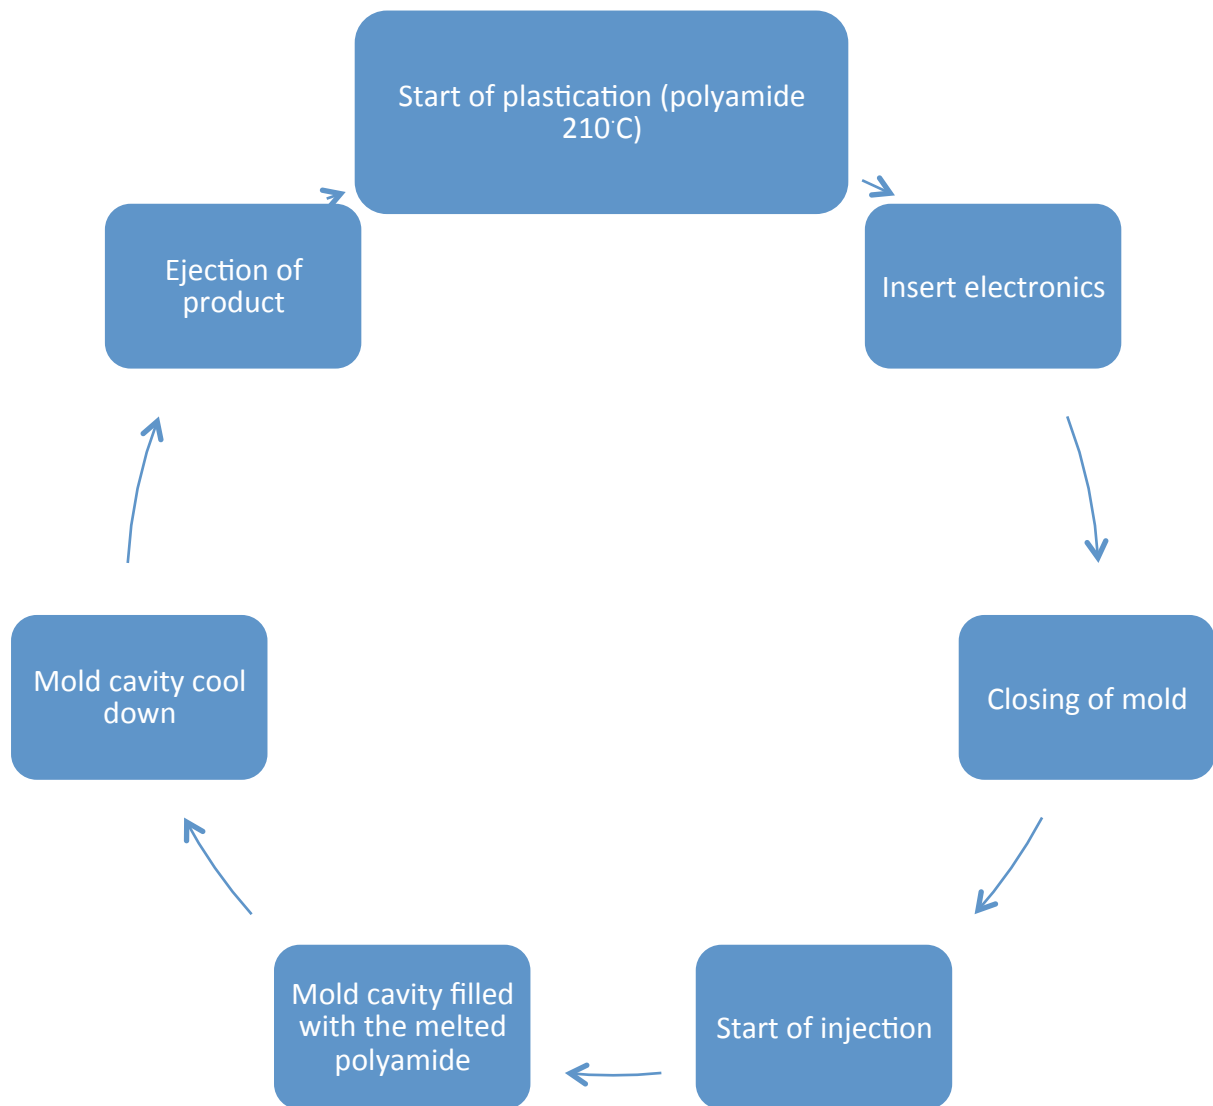 Start of plastication (polyamide
210˙C)
Insert electronics
Closing of mold
Start of injection
Mold cavity filled
with the melted
polyamide
Mold cavity cool
down
Ejection of
product